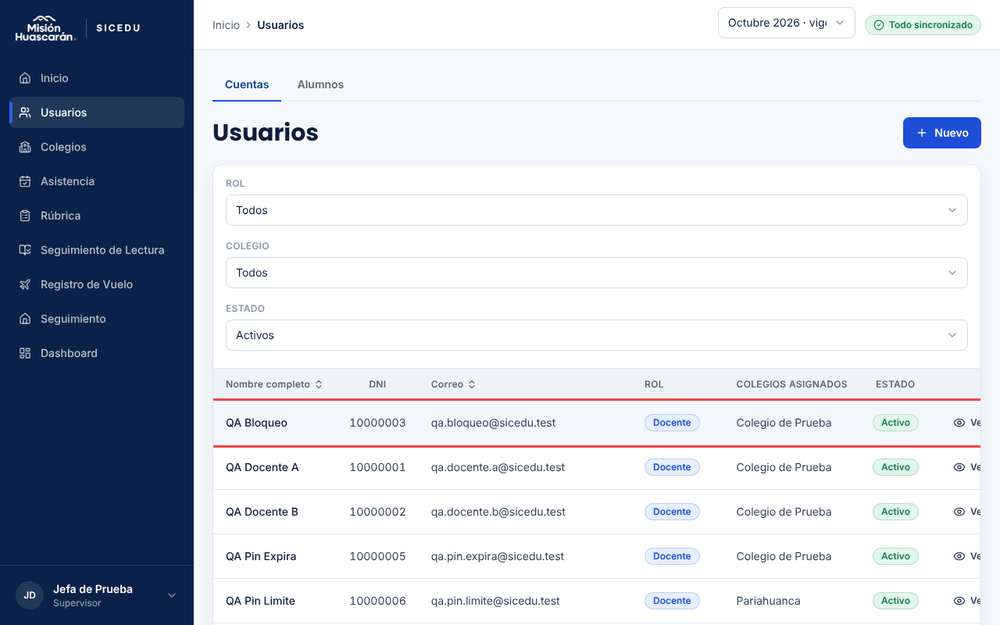 Misión Huascarán. SICEDU
Inicio
Usuarios
Colegios
Asistencia
Rúbrica
Seguimiento de Lectura
Registro de Vuelo
Seguimiento
Dashboard
JD Jefa de Prueba
Supervisor
Inicio > Usuarios
Octubre 2026 · vig
Todo sincronizado
Cuentas Alumnos
Usuarios
+ Nuevo
ROL
Todos
COLEGIO
Todos
ESTADO
Activos
Nombre completo DNI Correo ROL COLEGIOS ASIGNADOS ESTADO
QA Bloqueo 10000003 qa.bloqueo@sicedu.test Docente Colegio de Prueba Activo Ve
QA Docente A 10000001 qa.docente.a@sicedu.test Docente Colegio de Prueba Activo Ve
QA Docente B 10000002 qa.docente.b@sicedu.test Docente Colegio de Prueba Activo Ve
QA Pin Expira 10000005 qa.pin.expira@sicedu.test Docente Colegio de Prueba Activo Ve
QA Pin Limite 10000006 qa.pin.limite@sicedu.test Docente Pariahuanca Activo Ve